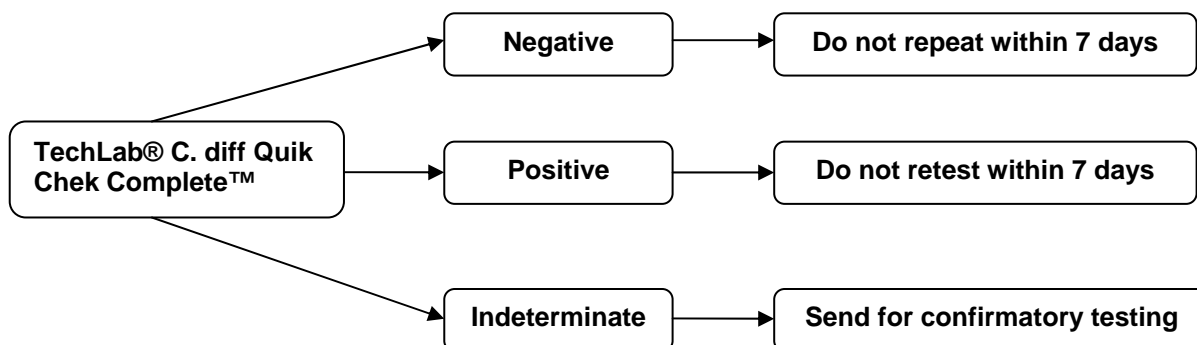 Negative
Do not repeat within 7 days
TechLab® C. diff Quik
Chek Complete™
Positive
Do not retest within 7 days
Indeterminate
Send for confirmatory testing